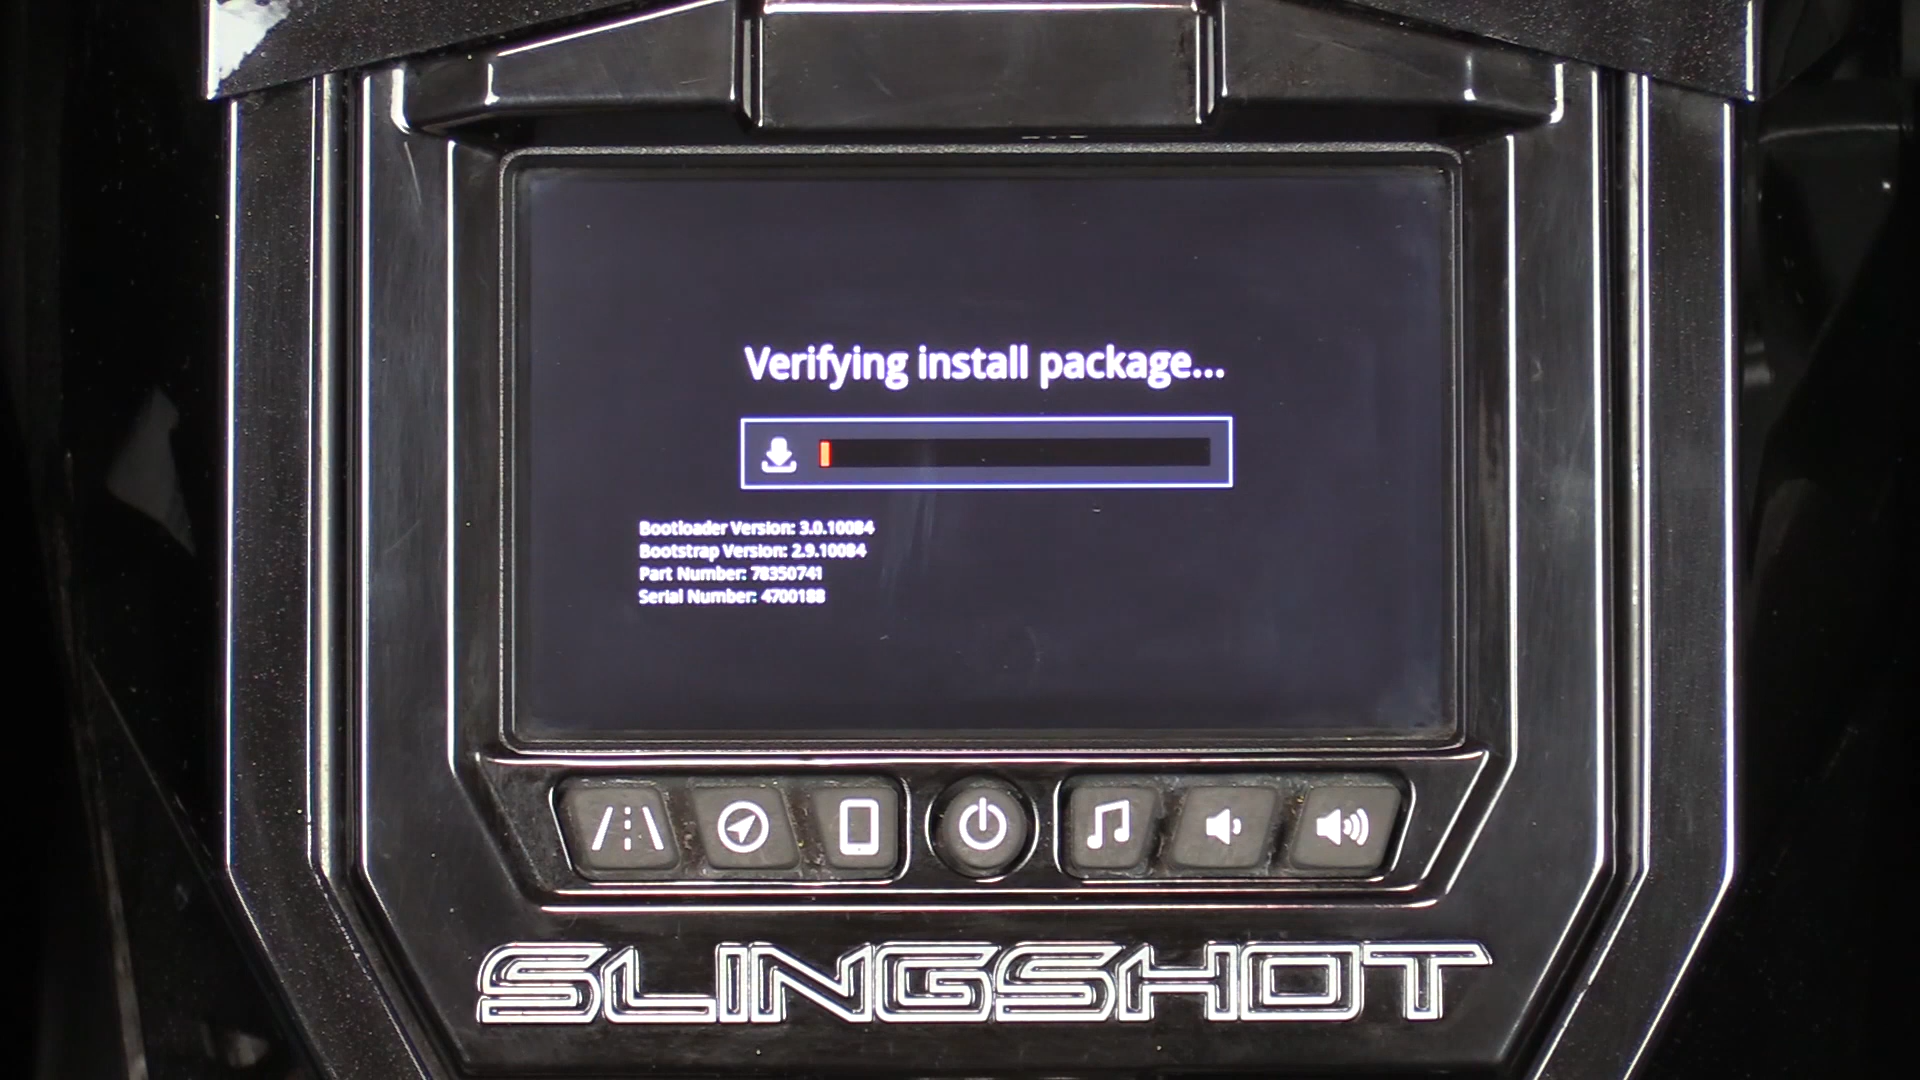 Verifying install package...
Bootloader Version: 3.0.10084
Bootstrap Version: 2.9.10084
Part Number: 78350741
Serial Number: 4700188
SLINGSHOT